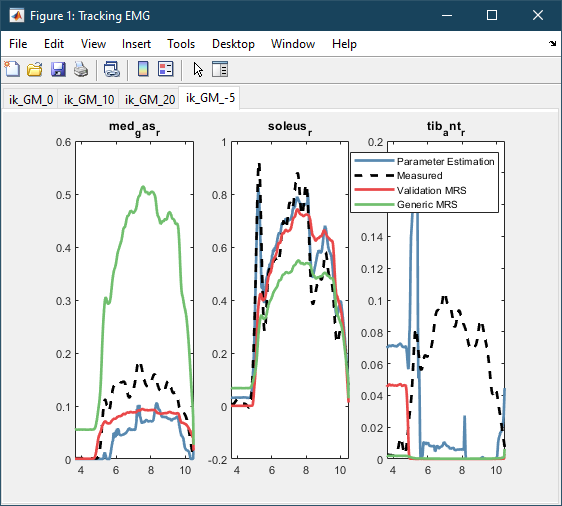 Figure 1: Tracking EMG
File Edit View Insert Tools Desktop Window Help
ik_GM_0 ik_GM_10 ik_GM_20 ik_GM_-5
med_gas_r
0.6
0.5
0.4
0.3
0.2
0.1
0
4 6 8 10
soleus_r
1
0.8
0.6
0.4
0.2
0
-0.2
4 6 8 10
tib_ant_r
0.2
0.14
0.12
0.1
0.08
0.06
0.04
0.02
0
4 6 8 10
Parameter Estimation
Measured
Validation MRS
Generic MRS